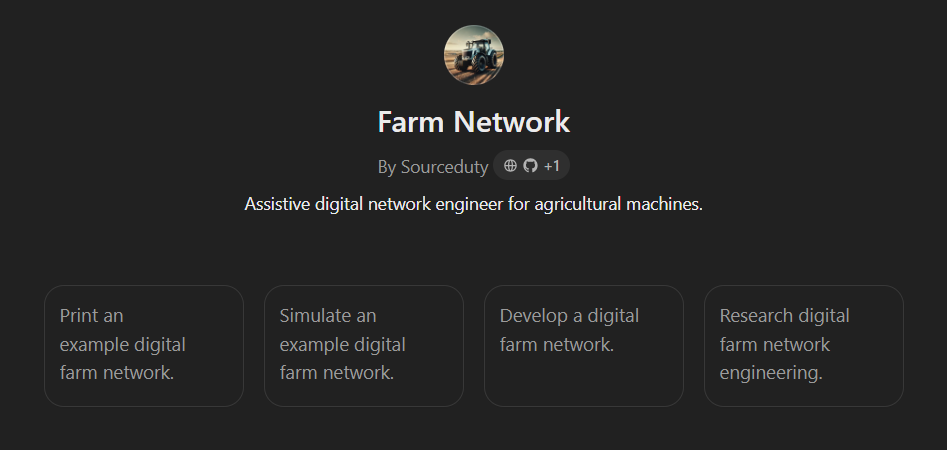 Farm Network
By Sourceduty +1
Assistive digital network engineer for agricultural machines.
Print an
example digital
farm network.
Simulate an
example digital
farm network.
Develop a digital
farm network.
Research digital
farm network
engineering.